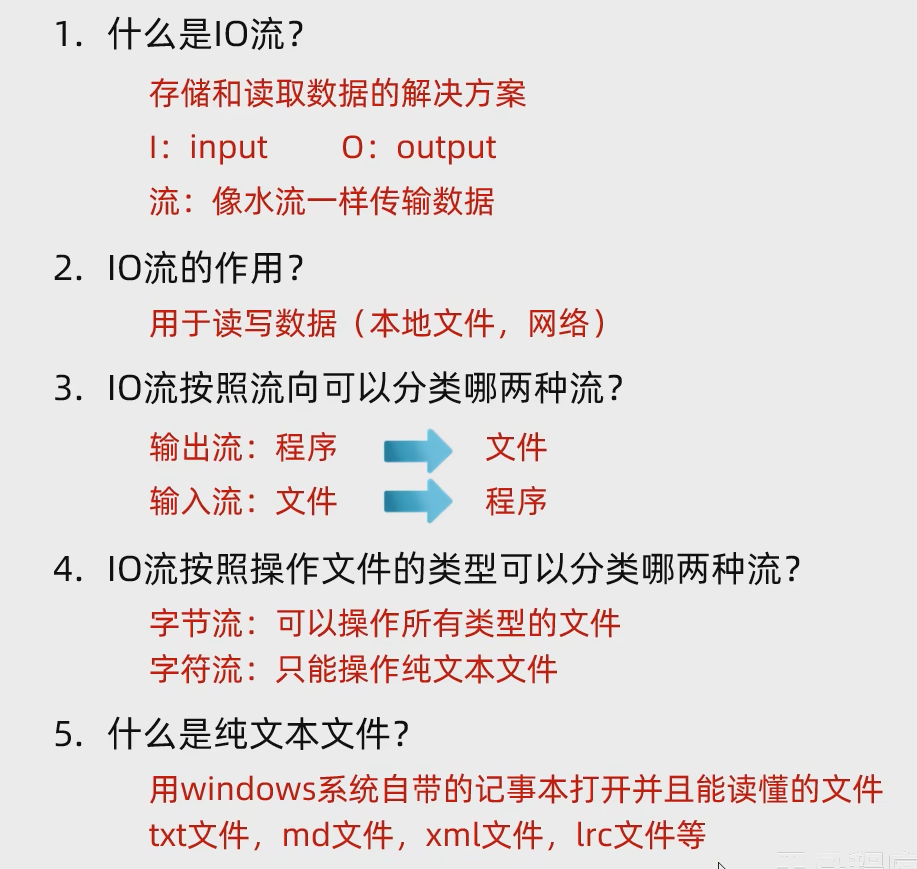 1. 什么是IO流？
存储和读取数据的解决方案
I：input O：output
流：像水流一样传输数据
2. IO流的作用？
用于读写数据（本地文件，网络）
3. IO流按照流向可以分类哪两种流？
输出流：程序 文件
输入流：文件 程序
4. IO流按照操作文件的类型可以分类哪两种流？
字节流：可以操作所有类型的文件
字符流：只能操作纯文本文件
5. 什么是纯文本文件？
用windows系统自带的记事本打开并且能读懂的文件
txt文件，md文件，xml文件，lrc文件等